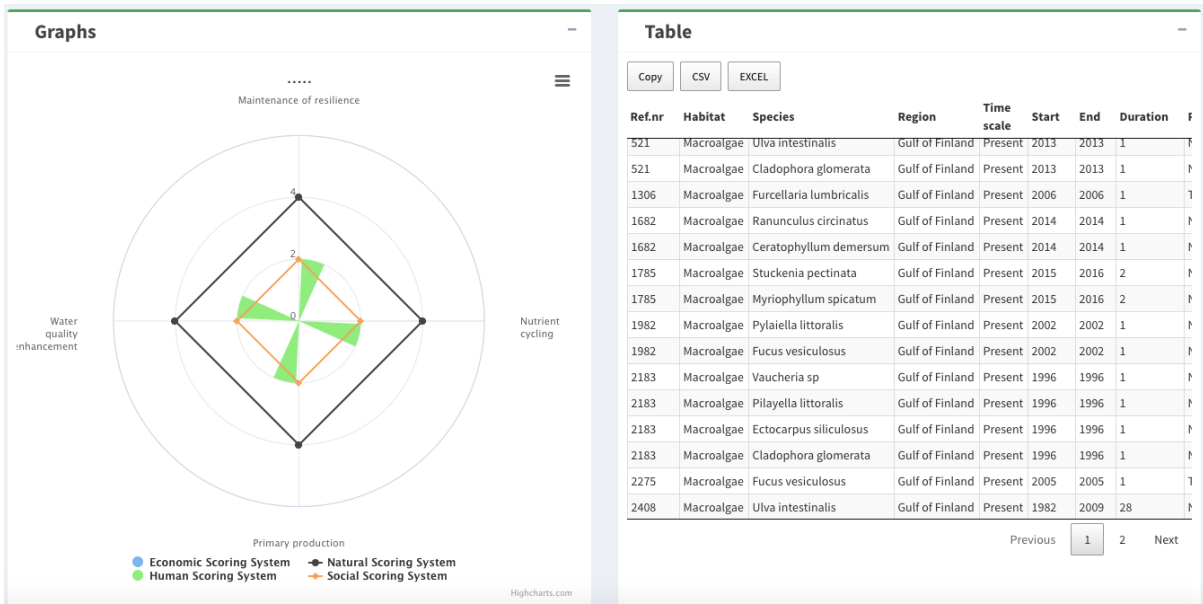 Graphs
.....
Maintenance of resilience
4
2
0
Water
quality
Nutrient
cycling
Primary production
Economic Scoring System
Natural Scoring System
Human Scoring System
Social Scoring System
Highcharts.com
Table
Copy CSV EXCEL
Ref.nr Habitat Species Region Time scale Start End Duration
521 Macroalgae Ulva intestinalis Gulf of Finland Present 2013 2013 1
521 Macroalgae Cladophora glomerata Gulf of Finland Present 2013 2013 1
1306 Macroalgae Furcellaria lumbricalis Gulf of Finland Present 2006 2006 1
1682 Macroalgae Ranunculus circinatus Gulf of Finland Present 2014 2014 1
1682 Macroalgae Ceratophyllum demersum Gulf of Finland Present 2014 2014 1
1785 Macroalgae Stuckenia pectinata Gulf of Finland Present 2015 2016 2
1785 Macroalgae Myriophyllum spicatum Gulf of Finland Present 2015 2016 2
1982 Macroalgae Pylaiella littoralis Gulf of Finland Present 2002 2002 1
1982 Macroalgae Fucus vesiculosus Gulf of Finland Present 2002 2002 1
2183 Macroalgae Vaucheria sp Gulf of Finland Present 1996 1996 1
2183 Macroalgae Pilayella littoralis Gulf of Finland Present 1996 1996 1
2183 Macroalgae Ectocarpus siliculosus Gulf of Finland Present 1996 1996 1
2183 Macroalgae Cladophora glomerata Gulf of Finland Present 1996 1996 1
2275 Macroalgae Fucus vesiculosus Gulf of Finland Present 2005 2005 1
2408 Macroalgae Ulva intestinalis Gulf of Finland Present 1982 2009 28
Previous 1 2 Next